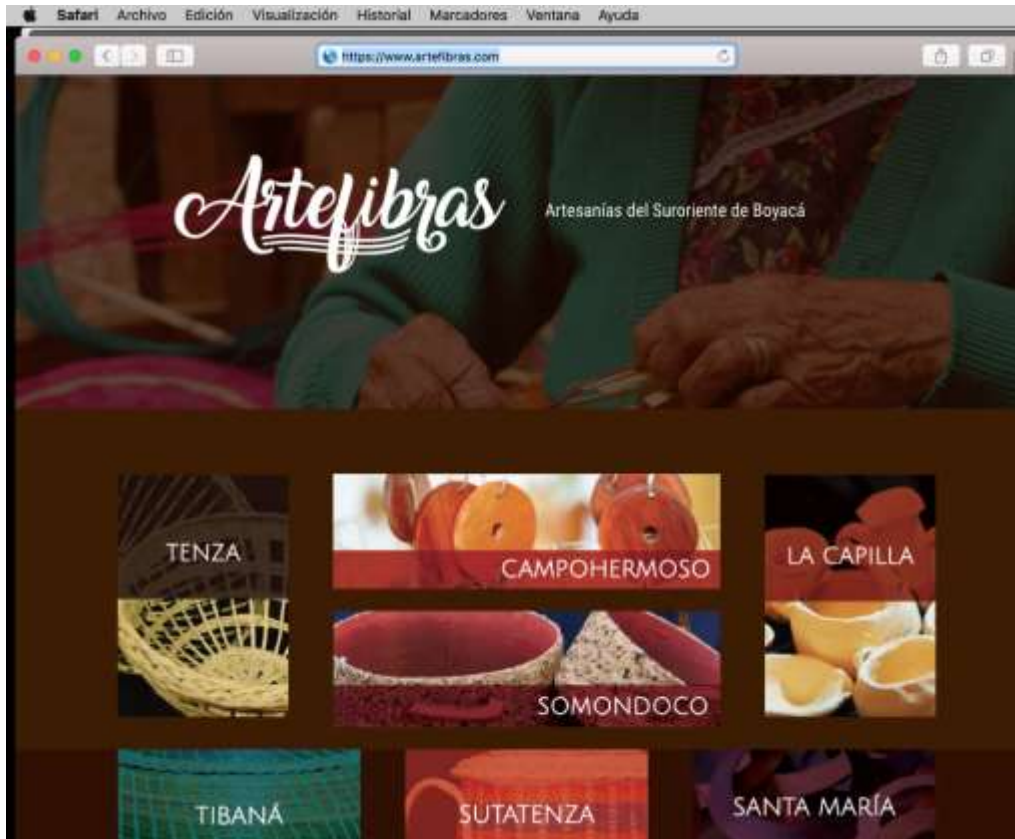 Safari Archivo Edición Visualización Historial Marcadores Ventana Ayuda
https://www.artefibras.com
Artefibras
Artesanías del Suroriente de Boyacá
TENZA
CAMPOHERMOSO
LA CAPILLA
SOMONDOCO
TIBANÁ
SUTATENZA
SANTA MARÍA